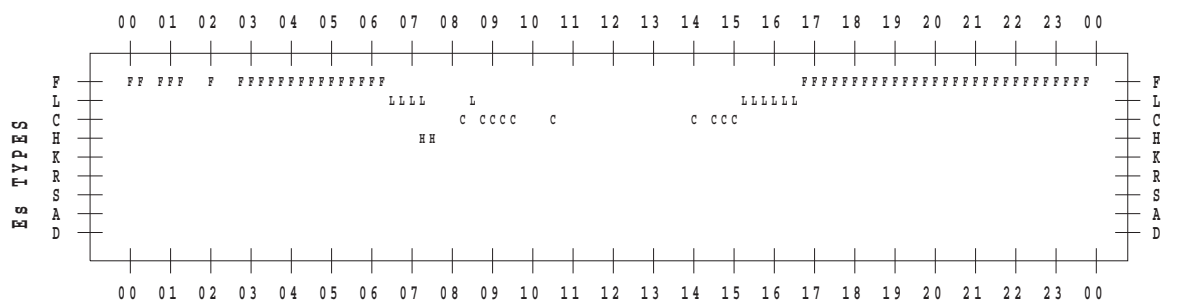 00 01 02 03 04 05 06 07 08 09 10 11 12 13 14 15 16 17 18 19 20 21 22 23 00
F FF FFF F FFFFFFFFFFFFFFF FFFFFFFFFFFFFFFFFFFFFFFFFFFFF F
L LLLL L LLLLLL L
C C CCCC C C CCC C
H HH H
K K
R R
S S
A A
D D
Es TYPES
00 01 02 03 04 05 06 07 08 09 10 11 12 13 14 15 16 17 18 19 20 21 22 23 00